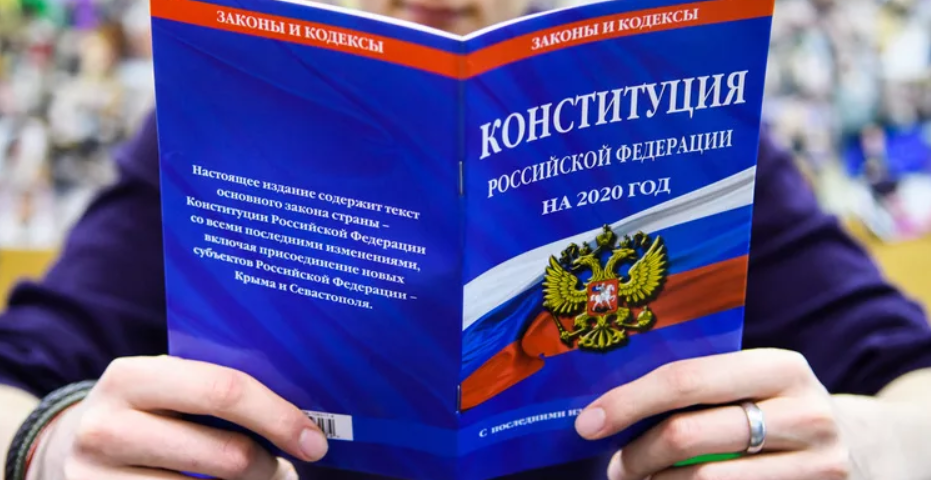 ЗАКОНЫ И КОДЕКСЫ
Настоящее издание содержит текст
основного закона страны –
Конституции Российской Федерации
со всеми последними изменениями,
включая присоединение новых
субъектов Российской Федерации –
Крыма и Севастополя.
ЗАКОНЫ И КОДЕКСЫ
КОНСТИТУЦИЯ
РОССИЙСКОЙ ФЕДЕРАЦИИ
НА 2020 ГОД
С ПОСЛЕДНИМИ